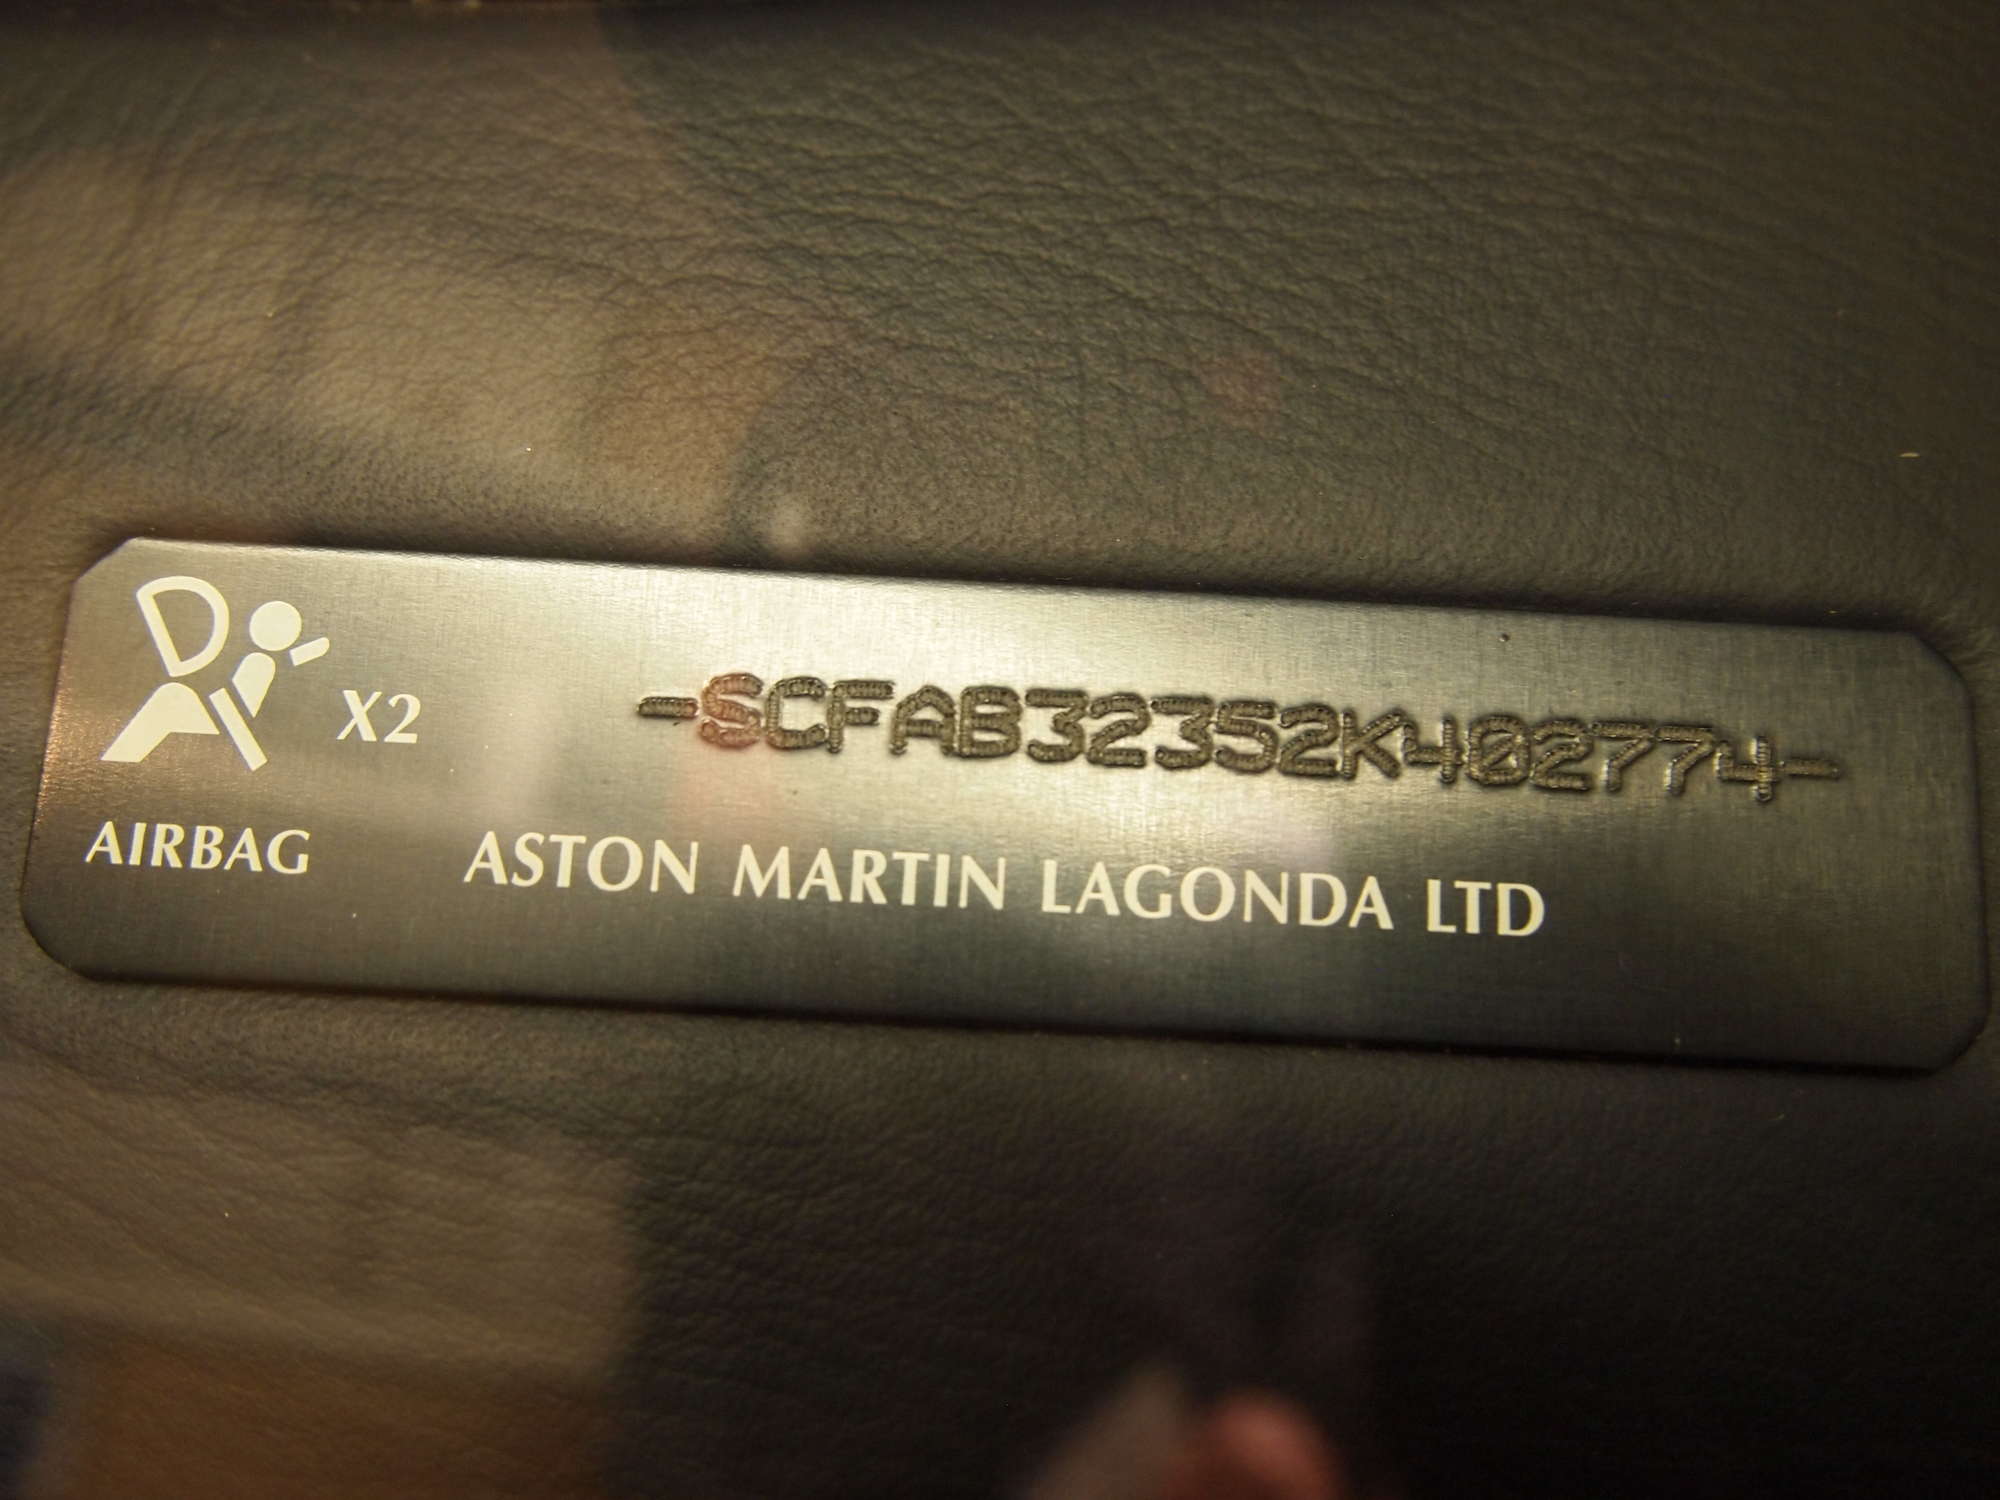 X2 -SCFAB32352K402774-
AIRBAG ASTON MARTIN LAGONDA LTD